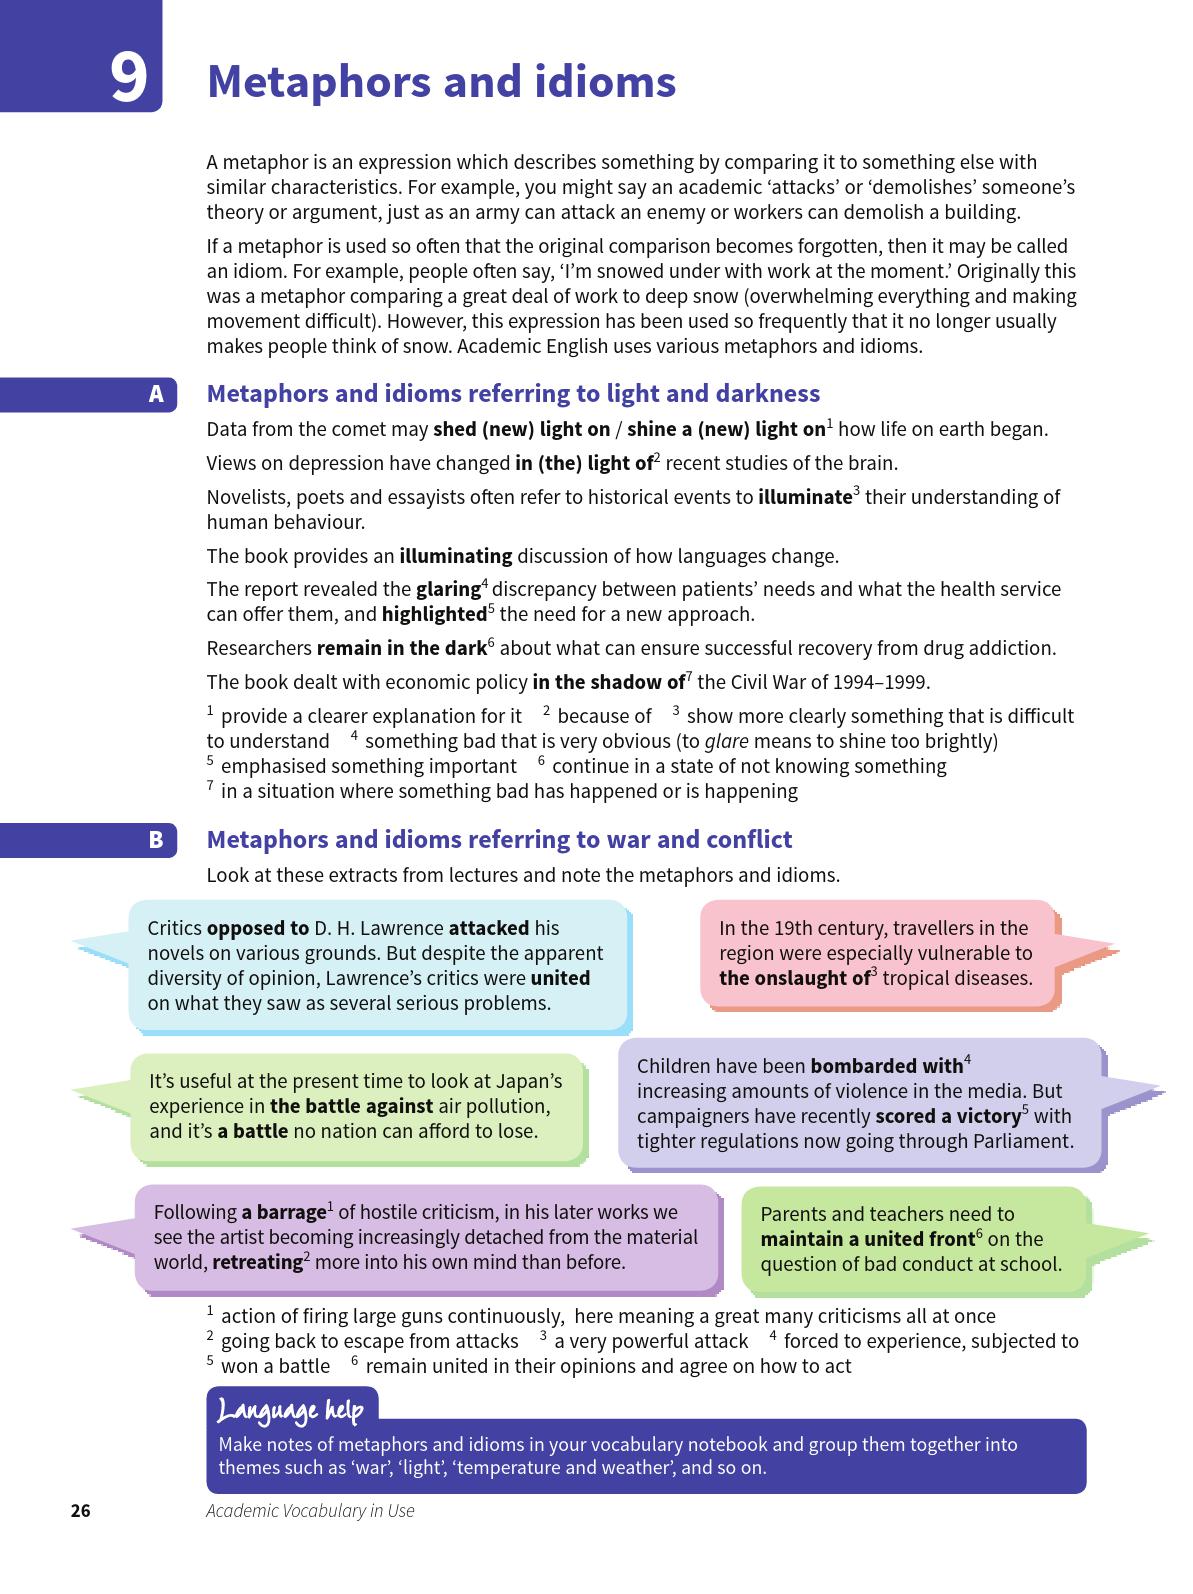 9
Metaphors and idioms
A metaphor is an expression which describes something by comparing it to something else with
similar characteristics. For example, you might say an academic ‘attacks’ or ‘demolishes’ someone’s
theory or argument, just as an army can attack an enemy or workers can demolish a building.
If a metaphor is used so often that the original comparison becomes forgotten, then it may be called
an idiom. For example, people often say, ‘I’m snowed under with work at the moment.’ Originally this
was a metaphor comparing a great deal of work to deep snow (overwhelming everything and making
movement difficult). However, this expression has been used so frequently that it no longer usually
makes people think of snow. Academic English uses various metaphors and idioms.
A
Metaphors and idioms referring to light and darkness
Data from the comet may shed (new) light on / shine a (new) light on1 how life on earth began.
Views on depression have changed in (the) light of2 recent studies of the brain.
Novelists, poets and essayists often refer to historical events to illuminate3 their understanding of
human behaviour.
The book provides an illuminating discussion of how languages change.
The report revealed the glaring4 discrepancy between patients’ needs and what the health service
can offer them, and highlighted5 the need for a new approach.
Researchers remain in the dark6 about what can ensure successful recovery from drug addiction.
The book dealt with economic policy in the shadow of7 the Civil War of 1994–1999.
1 provide a clearer explanation for it 2 because of 3 show more clearly something that is difficult
to understand 4 something bad that is very obvious (to glare means to shine too brightly)
5 emphasised something important 6 continue in a state of not knowing something
7 in a situation where something bad has happened or is happening
B
Metaphors and idioms referring to war and conflict
Look at these extracts from lectures and note the metaphors and idioms.
Critics opposed to D. H. Lawrence attacked his
novels on various grounds. But despite the apparent
diversity of opinion, Lawrence’s critics were united
on what they saw as several serious problems.
In the 19th century, travellers in the
region were especially vulnerable to
the onslaught of3 tropical diseases.
It’s useful at the present time to look at Japan’s
experience in the battle against air pollution,
and it’s a battle no nation can afford to lose.
Children have been bombarded with4
increasing amounts of violence in the media. But
campaigners have recently scored a victory5 with
tighter regulations now going through Parliament.
Following a barrage1 of hostile criticism, in his later works we
see the artist becoming increasingly detached from the material
world, retreating2 more into his own mind than before.
Parents and teachers need to
maintain a united front6 on the
question of bad conduct at school.
1 action of firing large guns continuously, here meaning a great many criticisms all at once
2 going back to escape from attacks 3 a very powerful attack 4 forced to experience, subjected to
5 won a battle 6 remain united in their opinions and agree on how to act
Language help
Make notes of metaphors and idioms in your vocabulary notebook and group them together into
themes such as ‘war’, ‘light’, ‘temperature and weather’, and so on.
26
Academic Vocabulary in Use